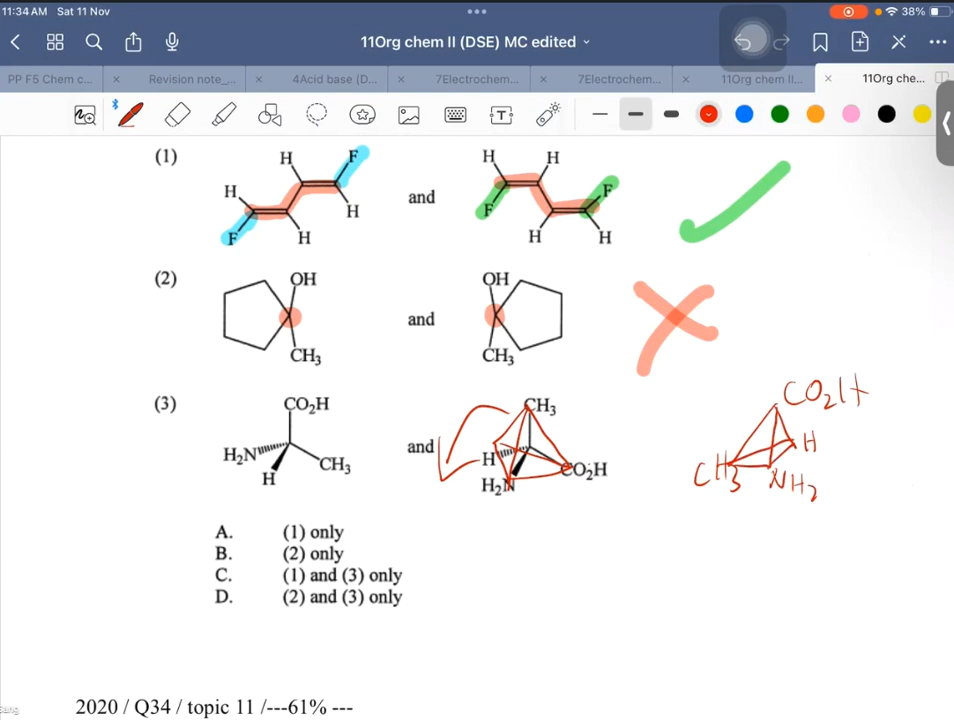 11:34 AM Sat 11 Nov
38%
11Org chem II (DSE) MC edited
PP F5 Chem c...
Revision note_...
4Acid base (D...
7Electrochem...
7Electrochem...
11Org chem II...
11Org che...
T
(1)
H
F
H
H
F
H
and
H
H
F
F
H
H
(2)
OH
CH3
and
OH
CH3
(3)
CO2H
H2N
CH3
H
and
CH3
H
CO2H
H2N
CO2H
H
CH3
NH2
A. (1) only
B. (2) only
C. (1) and (3) only
D. (2) and (3) only
2020 / Q34 / topic 11 /---61% ---